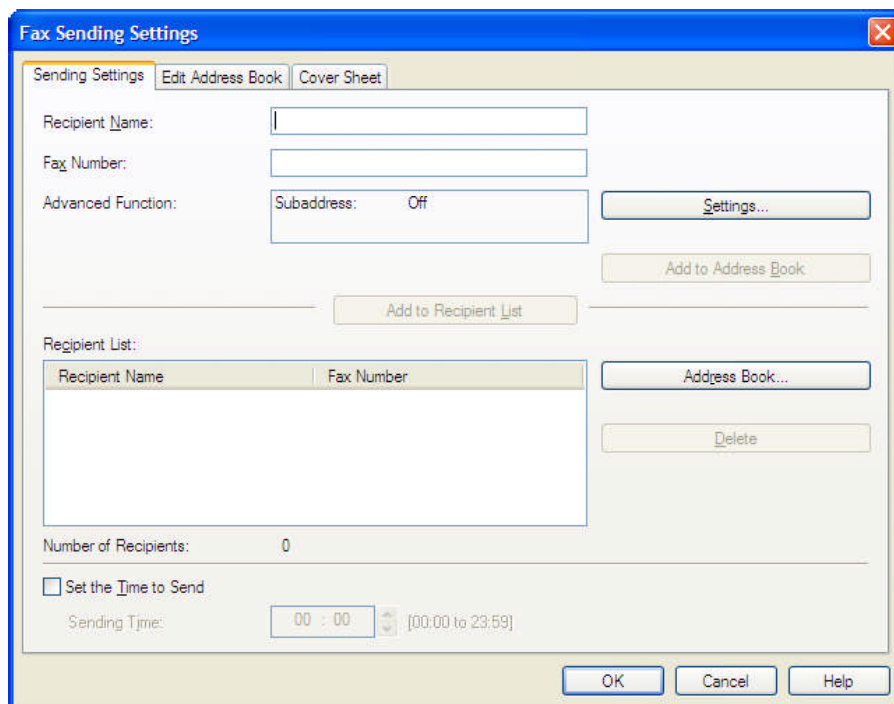 Fax Sending Settings
Sending Settings Edit Address Book Cover Sheet
Recipient Name:
Fax Number:
Advanced Function: Subaddress: Off Settings...
Add to Address Book
Add to Recipient List
Recipient List:
Recipient Name Fax Number Address Book...
Delete
Number of Recipients: 0
Set the Time to Send
Sending Time: 00 : 00 [00:00 to 23:59]
OK Cancel Help